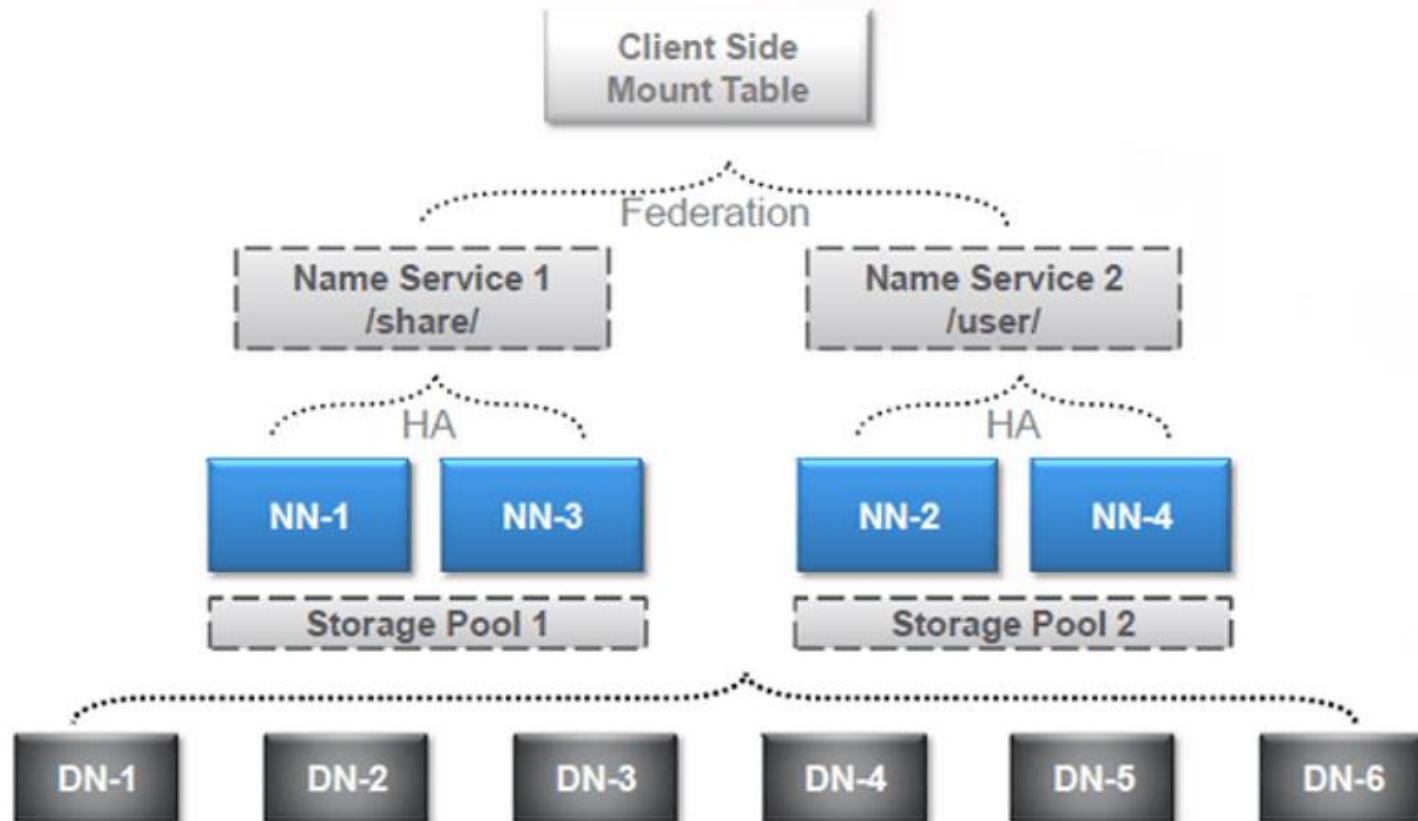 Client Side
Mount Table
Federation
Name Service 1
/share/
Name Service 2
/user/
HA
HA
NN-1
NN-3
NN-2
NN-4
Storage Pool 1
Storage Pool 2
DN-1
DN-2
DN-3
DN-4
DN-5
DN-6